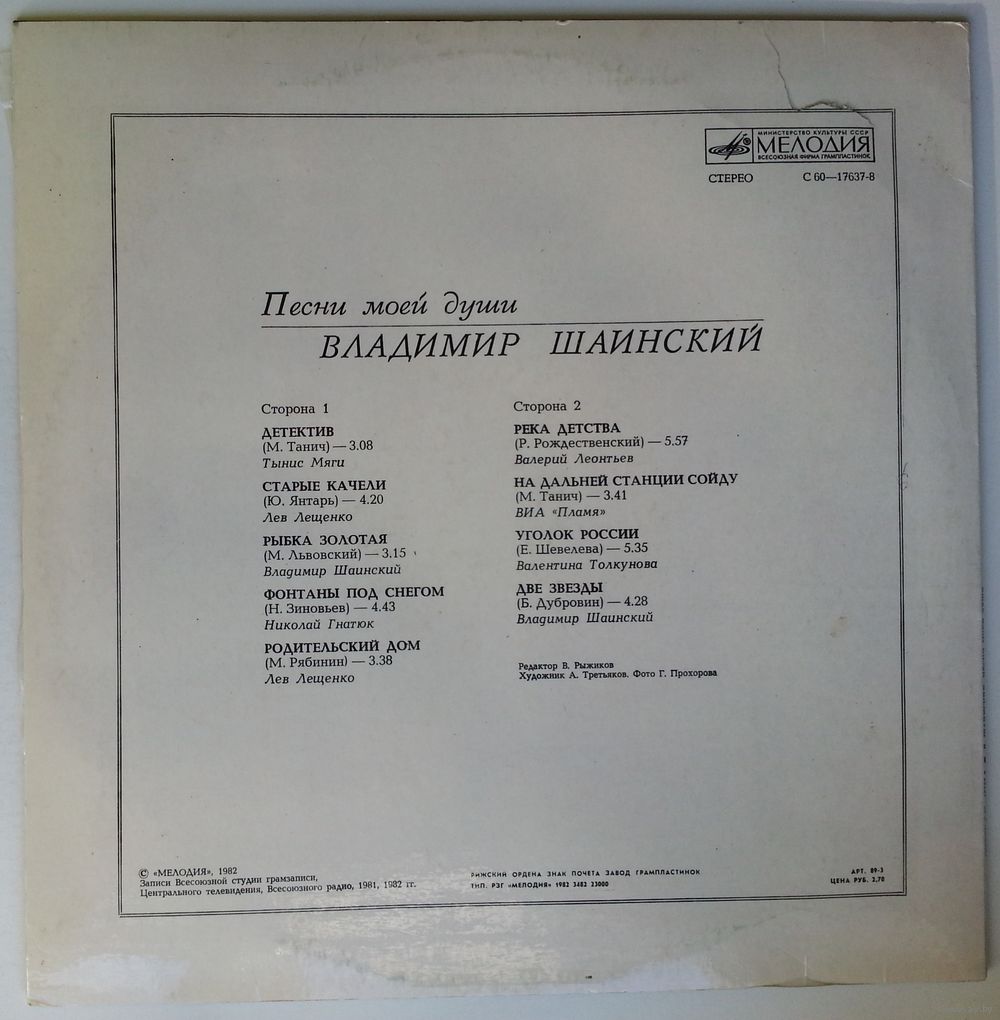 МИНИСТЕРСТВО КУЛЬТУРЫ СССР
МЕЛОДИЯ
ВСЕСОЮЗНАЯ ФИРМА ГРАМПЛАСТИНОК
СТЕРЕО С 60—17637-8
Песни моей души
ВЛАДИМИР ШАИНСКИЙ
Сторона 1
ДЕТЕКТИВ
(М. Танич) — 3.08
Тынис Мяги
СТАРЫЕ КАЧЕЛИ
(Ю. Янтарь) — 4.20
Лев Лещенко
РЫБКА ЗОЛОТАЯ
(М. Львовский) — 3.15
Владимир Шаинский
ФОНТАНЫ ПОД СНЕГОМ
(Н. Зиновьев) — 4.43
Николай Гнатюк
РОДИТЕЛЬСКИЙ ДОМ
(М. Рябинин) — 3.38
Лев Лещенко
Сторона 2
РЕКА ДЕТСТВА
(Р. Рождественский) — 5.57
Валерий Леонтьев
НА ДАЛЬНЕЙ СТАНЦИИ СОЙДУ
(М. Танич) — 3.41
ВИА «Пламя»
УГОЛОК РОССИИ
(Е. Шевелева) — 5.35
Валентина Толкунова
ДВЕ ЗВЕЗДЫ
(Б. Дубровин) — 4.28
Владимир Шаинский
Редактор В. Рыжиков
Художник А. Третьяков. Фото Г. Прохорова
© «МЕЛОДИЯ», 1982
Записи Всесоюзной студии грамзаписи,
Центрального телевидения, Всесоюзного радио, 1981, 1982 гг.
РИЖСКИЙ ОРДЕНА ЗНАК ПОЧЕТА ЗАВОД ГРАМПЛАСТИНОК
ТИП. РЗГ «МЕЛОДИЯ» 1982 3482 23000
АРТ. 89-3
ЦЕНА РУБ. 2,70